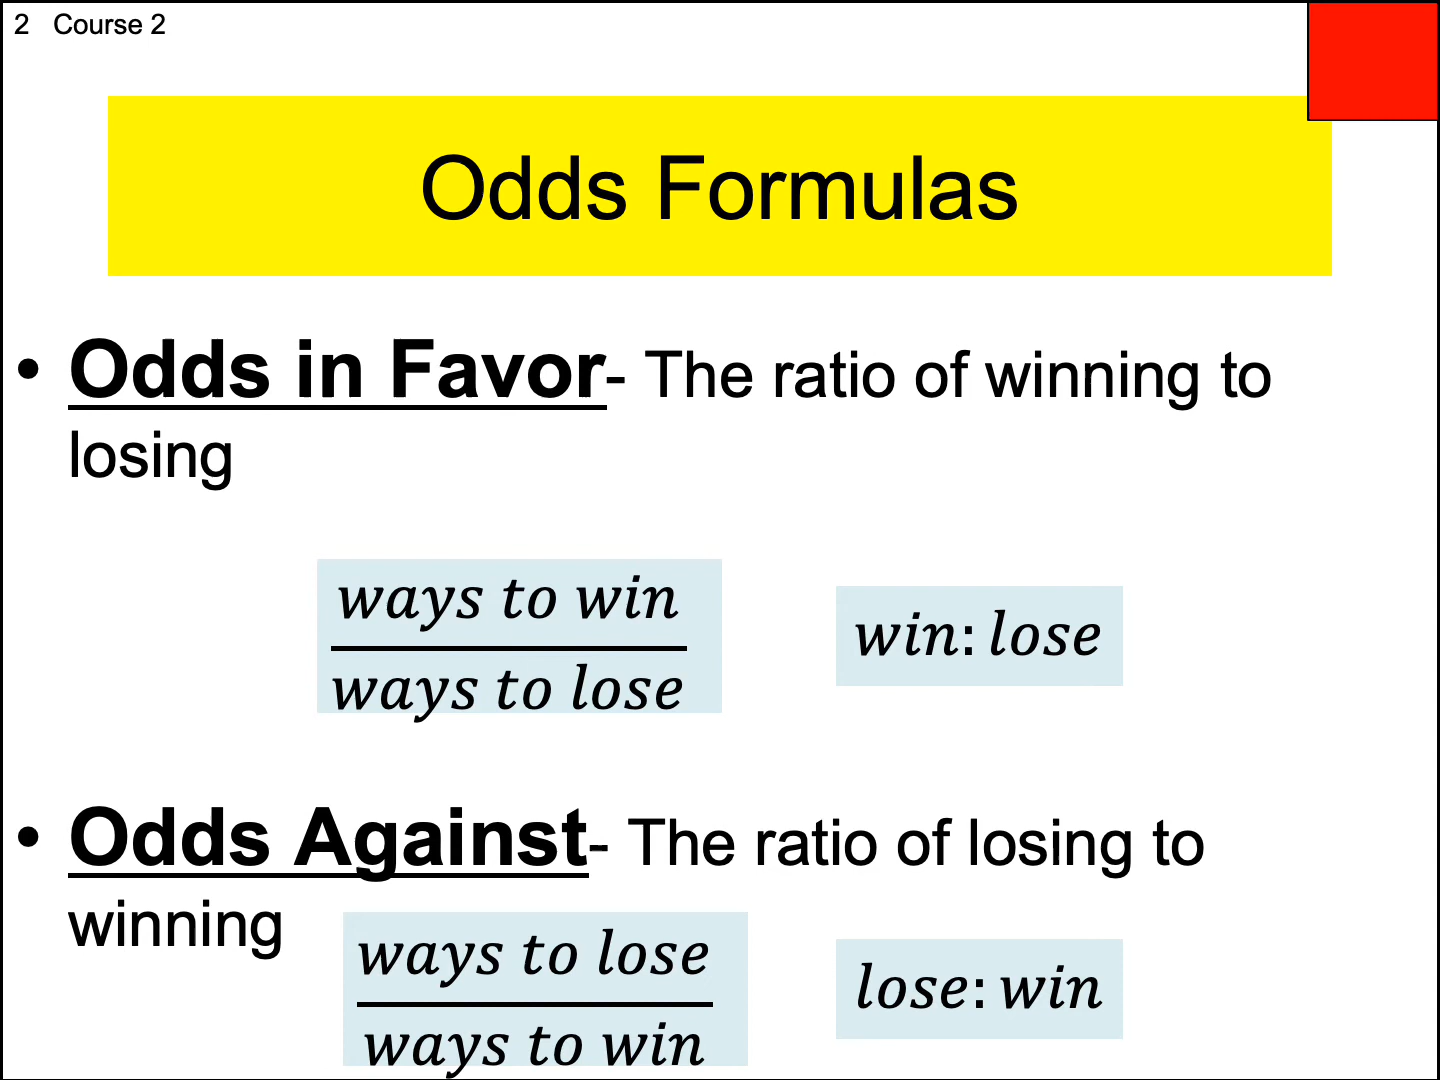 2 Course 2
Odds Formulas
• Odds in Favor- The ratio of winning to
losing
ways to win
ways to lose
win: lose
• Odds Against- The ratio of losing to
winning
ways to lose
ways to win
lose: win